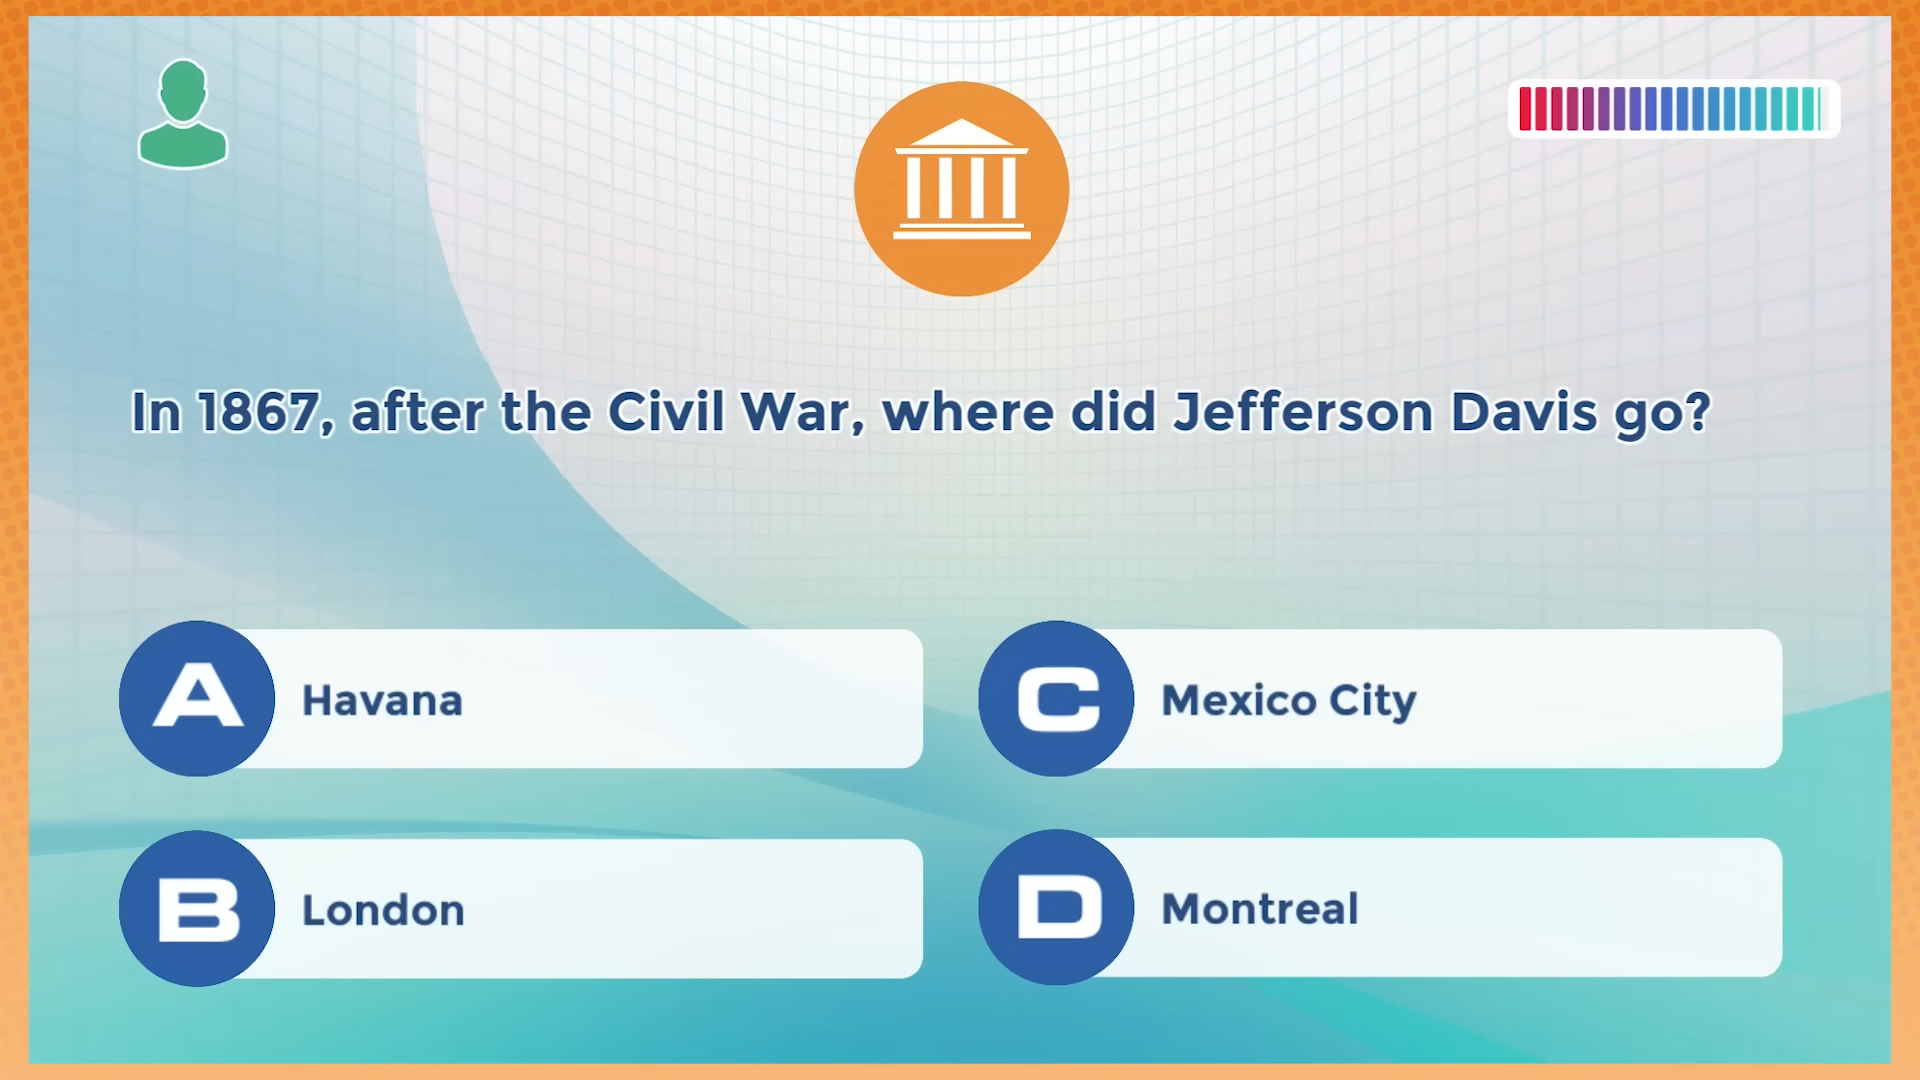 In 1867, after the Civil War, where did Jefferson Davis go?
A Havana
B London
C Mexico City
D Montreal